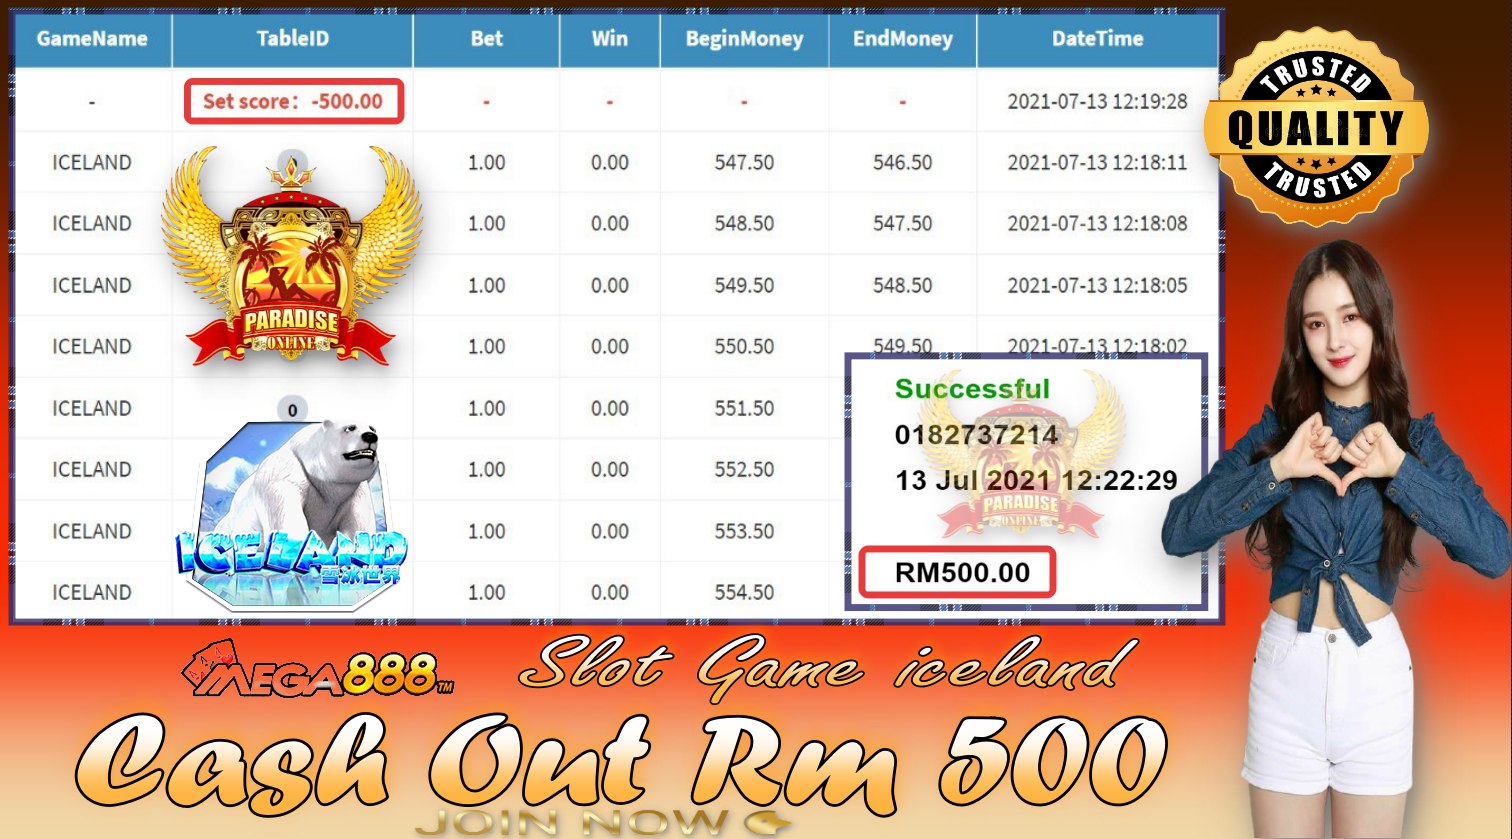 GameName TableID Bet Win BeginMoney EndMoney DateTime
- Set score： -500.00 - - - - 2021-07-13 12:19:28
ICELAND 1.00 0.00 547.50 546.50 2021-07-13 12:18:11
ICELAND 1.00 0.00 548.50 547.50 2021-07-13 12:18:08
ICELAND 1.00 0.00 549.50 548.50 2021-07-13 12:18:05
ICELAND 1.00 0.00 550.50 549.50 2021-07-13 12:18:02
ICELAND 0 1.00 0.00 551.50
ICELAND 1.00 0.00 552.50
ICELAND 1.00 0.00 553.50
ICELAND 1.00 0.00 554.50
PARADISE
ONLINE
ICELAND
雪冰世界
Successful
0182737214
13 Jul 2021 12:22:29
PARADISE
ONLINE
RM500.00
TRUSTED
QUALITY
TRUSTED
MEGA888 TM
Slot Game iceland
Cash Out Rm 500
JOIN NOW